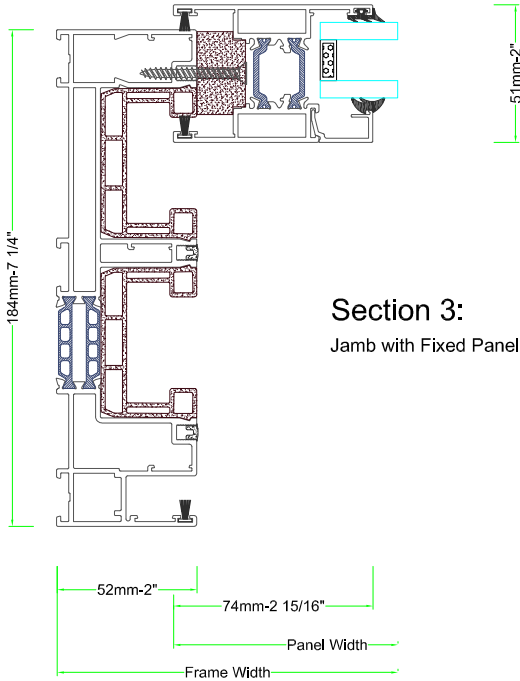 51mm-2"
184mm-7 1/4"
Section 3:
Jamb with Fixed Panel
52mm-2"
74mm-2 15/16"
Panel Width
Frame Width